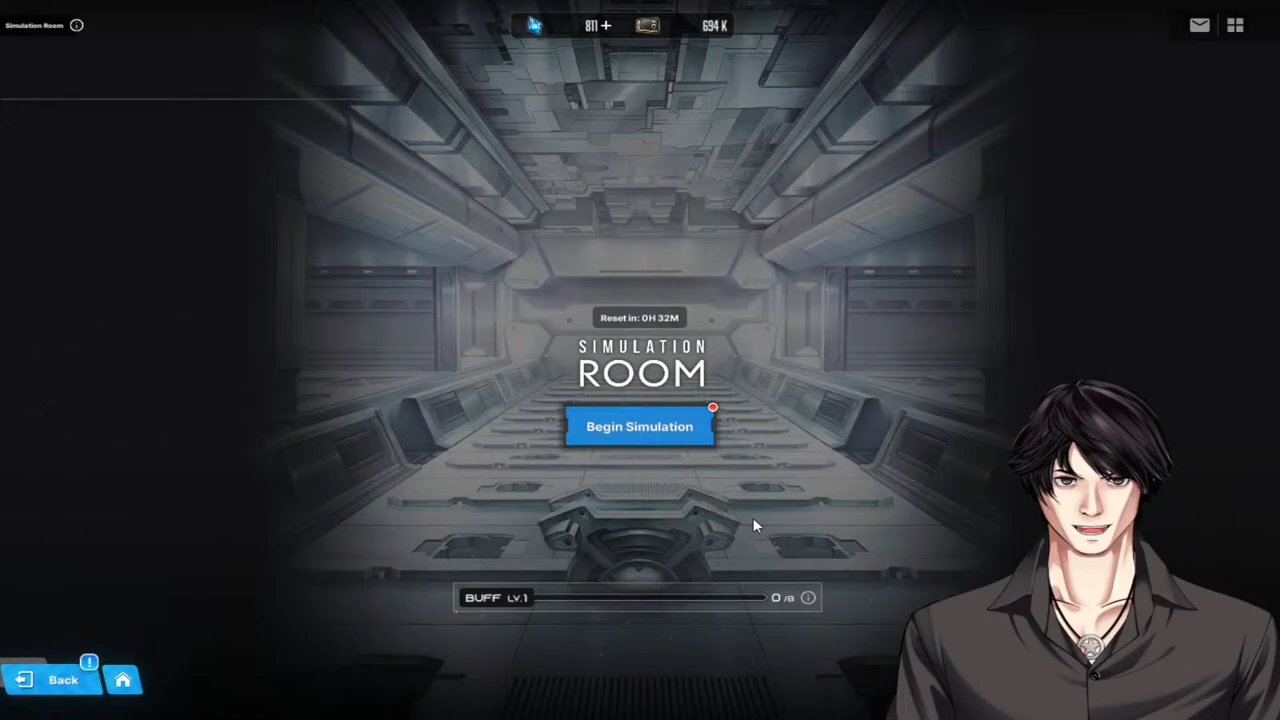 Simulation Room
811 +
694 K
Reset in: 0H 32M
SIMULATION
ROOM
Begin Simulation
BUFF LV.1
0 /8
Back